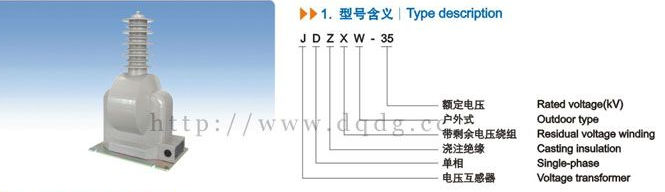 1. 型号含义 | Type description
J D Z X W - 35
额定电压 Rated voltage(kV)
户外式 Outdoor type
带剩余电压绕组 Residual voltage winding
浇注绝缘 Casting insulation
单相 Single-phase
电压互感器 Voltage transformer
http://www.dqdg.co